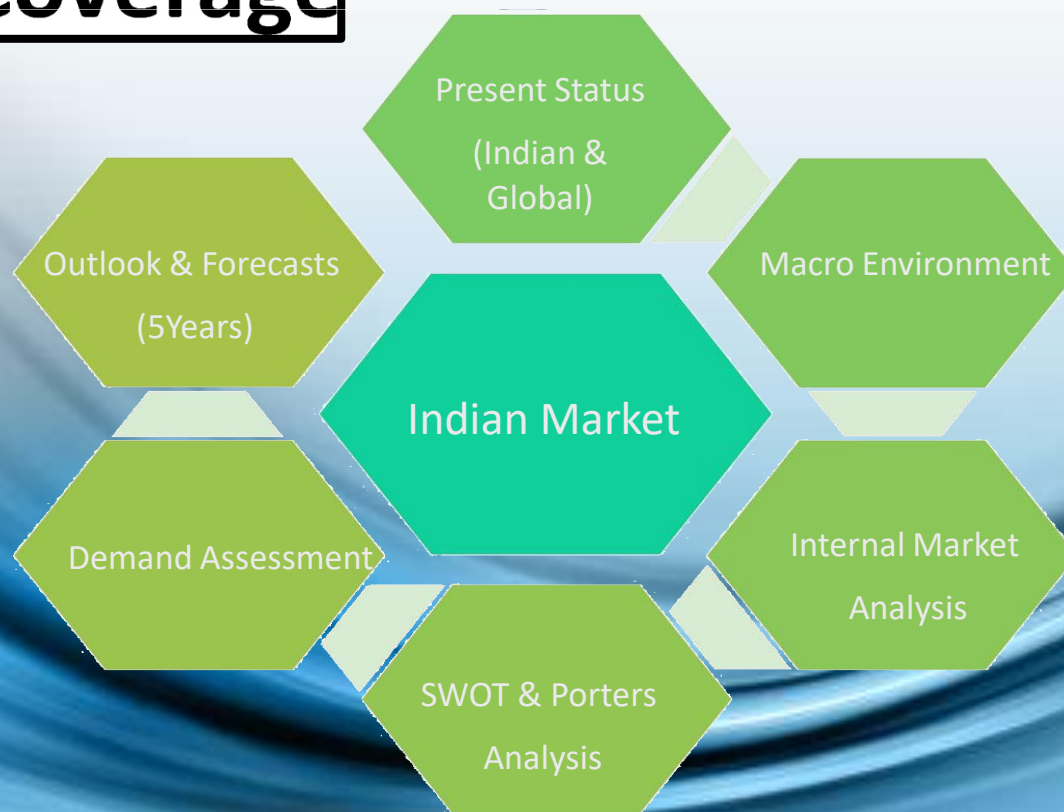 Coverage
Present Status
(Indian &
Global)
Outlook & Forecasts
(5Years)
Macro Environment
Indian Market
Demand Assessment
Internal Market
Analysis
SWOT & Porters
Analysis